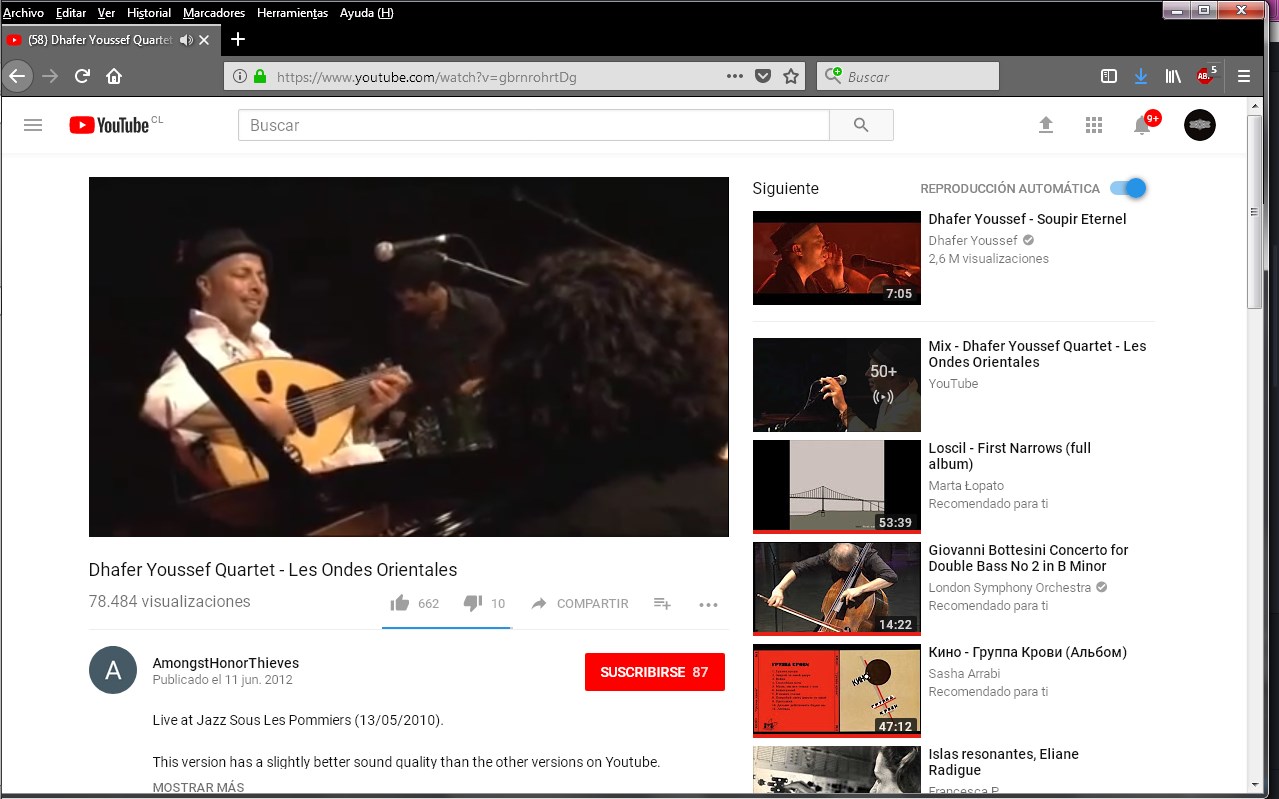 Archivo Editar Ver Historial Marcadores Herramientas Ayuda (H)
(58) Dhafer Youssef Quartet
https://www.youtube.com/watch?v=gbrnrohrtDg
Buscar
ABP
5
YouTube CL
Buscar
9+
Siguiente
REPRODUCCIÓN AUTOMÁTICA
Dhafer Youssef - Soupir Eternel
Dhafer Youssef
2,6 M visualizaciones
7:05
Mix - Dhafer Youssef Quartet - Les
Ondes Orientales
YouTube
50+
Loscil - First Narrows (full
album)
Marta Łopato
Recomendado para ti
53:39
Giovanni Bottesini Concerto for
Double Bass No 2 in B Minor
London Symphony Orchestra
Recomendado para ti
14:22
Кино - Группа Крови (Альбом)
Sasha Arrabi
Recomendado para ti
ГРУППА КРОВИ
КИНО
ГРУППА
КРОВИ
47:12
Islas resonantes, Eliane
Radigue
Francesca P
Dhafer Youssef Quartet - Les Ondes Orientales
78.484 visualizaciones
662
10
COMPARTIR
A
AmongstHonorThieves
Publicado el 11 jun. 2012
SUSCRIBIRSE 87
Live at Jazz Sous Les Pommiers (13/05/2010).
This version has a slightly better sound quality than the other versions on Youtube.
MOSTRAR MÁS